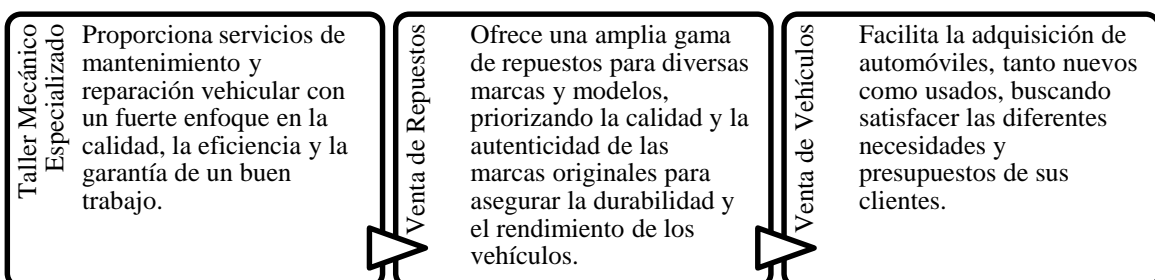 Taller Mecánico
Especializado
Proporciona servicios de
mantenimiento y
reparación vehicular con
un fuerte enfoque en la
calidad, la eficiencia y la
garantía de un buen
trabajo.
Venta de Repuestos
Ofrece una amplia gama
de repuestos para diversas
marcas y modelos,
priorizando la calidad y la
autenticidad de las
marcas originales para
asegurar la durabilidad y
el rendimiento de los
vehículos.
Venta de Vehículos
Facilita la adquisición de
automóviles, tanto nuevos
como usados, buscando
satisfacer las diferentes
necesidades y
presupuestos de sus
clientes.